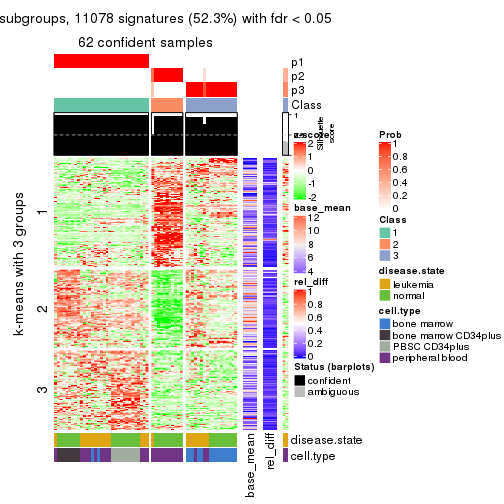 subgroups, 11078 signatures (52.3%) with fdr < 0.05
62 confident samples
p1
p2
p3
Class
1
Silhouette
score
k-means with 3 groups
1
2
3
z-score
2
1
0
-1
-2
base_mean
12
10
8
6
4
rel_diff
1
0.8
0.6
0.4
0.2
0
Status (barplots)
confident
ambiguous
Prob
1
0.8
0.6
0.4
0.2
0
Class
1
2
3
disease.state
leukemia
normal
cell.type
bone marrow
bone marrow CD34plus
PBSC CD34plus
peripheral blood
disease.state
cell.type
base_mean
rel_diff